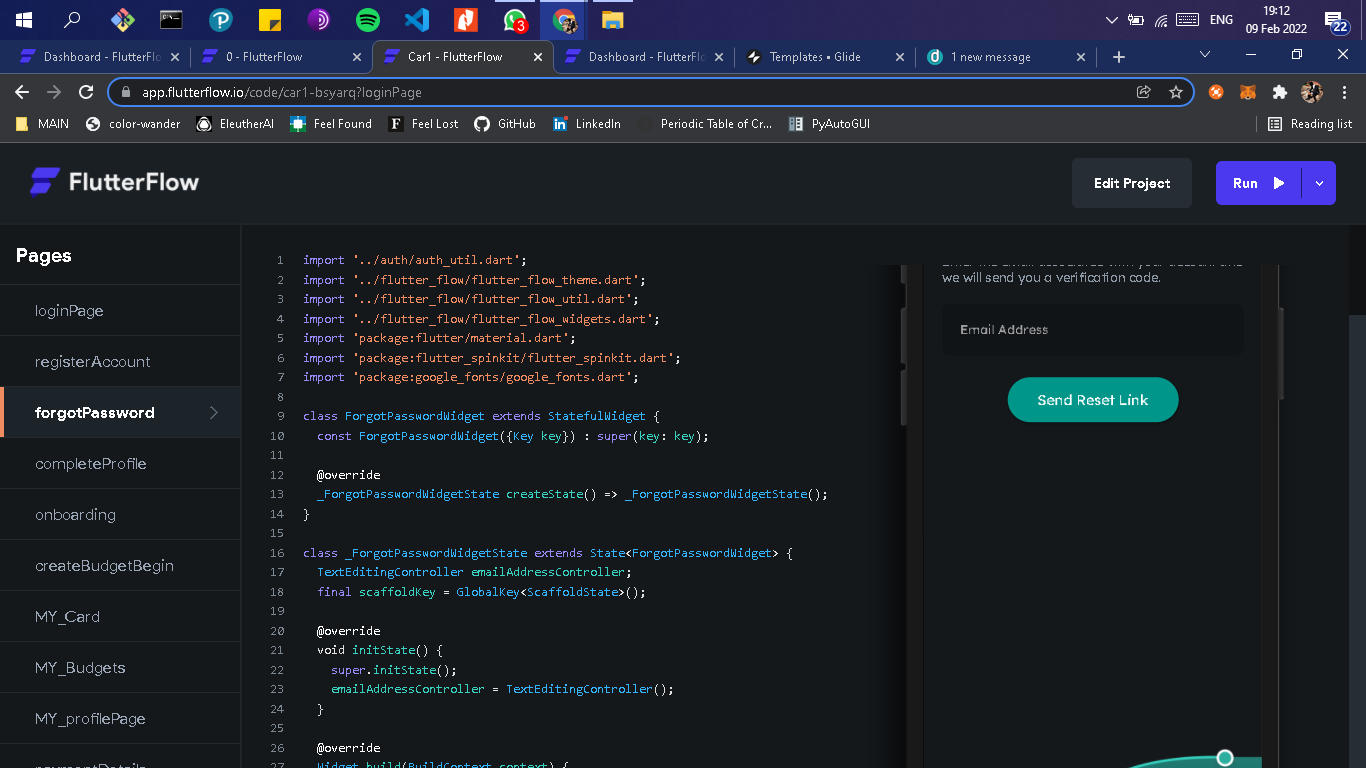 3
ENG
19:12
09 Feb 2022
22
Dashboard - FlutterFlo
0 - FlutterFlow
Car1 - FlutterFlow
Dashboard - FlutterFlo
Templates • Glide
1 new message
app.flutterflow.io/code/car1-bsyarq?loginPage
MAIN
color-wander
EleutherAI
Feel Found
Feel Lost
GitHub
LinkedIn
Periodic Table of Cr...
PyAutoGUI
Reading list
FlutterFlow
Edit Project
Run
Pages
loginPage
registerAccount
forgotPassword
completeProfile
onboarding
createBudgetBegin
MY_Card
MY_Budgets
MY_profilePage
paymentDetails
1 import '../auth/auth_util.dart';
2 import '../flutter_flow/flutter_flow_theme.dart';
3 import '../flutter_flow/flutter_flow_util.dart';
4 import '../flutter_flow/flutter_flow_widgets.dart';
5 import 'package:flutter/material.dart';
6 import 'package:flutter_spinkit/flutter_spinkit.dart';
7 import 'package:google_fonts/google_fonts.dart';
8
9 class ForgotPasswordWidget extends StatefulWidget {
10 const ForgotPasswordWidget({Key key}) : super(key: key);
11
12 @override
13 _ForgotPasswordWidgetState createState() => _ForgotPasswordWidgetState();
14 }
15
16 class _ForgotPasswordWidgetState extends State<ForgotPasswordWidget> {
17 TextEditingController emailAddressController;
18 final scaffoldKey = GlobalKey<ScaffoldState>();
19
20 @override
21 void initState() {
22 super.initState();
23 emailAddressController = TextEditingController();
24 }
25
26 @override
27 Widget build(BuildContext context) {
we will send you a verification code.
Email Address
Send Reset Link